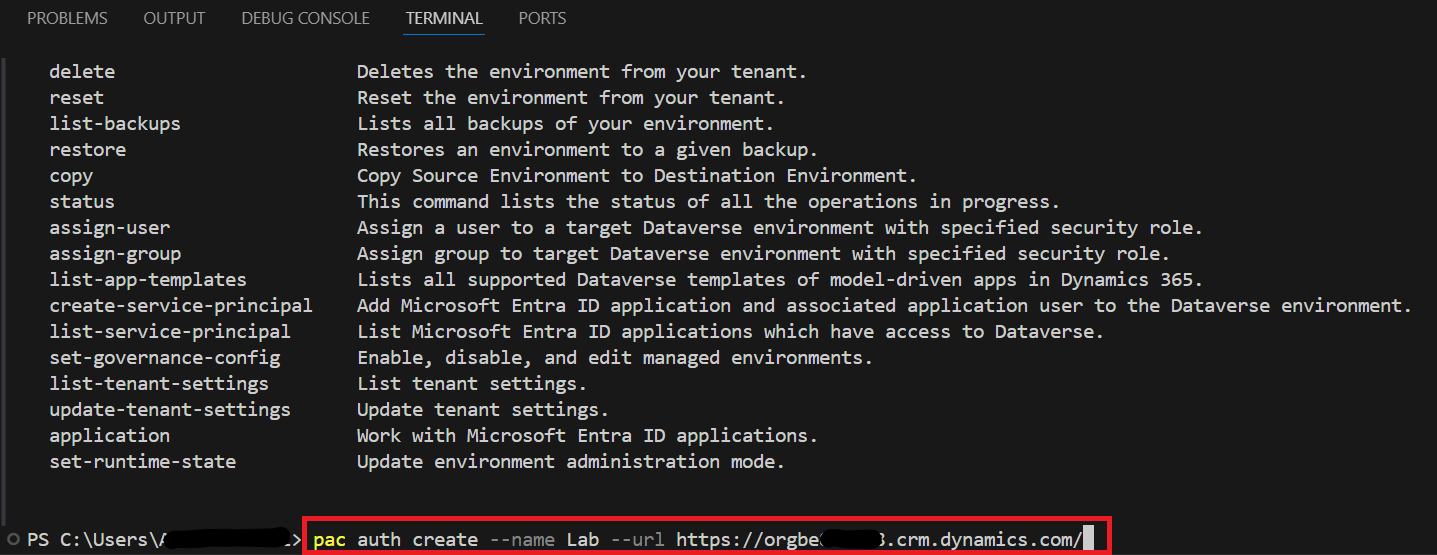 PROBLEMS OUTPUT DEBUG CONSOLE TERMINAL PORTS
delete Deletes the environment from your tenant.
reset Reset the environment from your tenant.
list-backups Lists all backups of your environment.
restore Restores an environment to a given backup.
copy Copy Source Environment to Destination Environment.
status This command lists the status of all the operations in progress.
assign-user Assign a user to a target Dataverse environment with specified security role.
assign-group Assign group to target Dataverse environment with specified security role.
list-app-templates Lists all supported Dataverse templates of model-driven apps in Dynamics 365.
create-service-principal Add Microsoft Entra ID application and associated application user to the Dataverse environment.
list-service-principal List Microsoft Entra ID applications which have access to Dataverse.
set-governance-config Enable, disable, and edit managed environments.
list-tenant-settings List tenant settings.
update-tenant-settings Update tenant settings.
application Work with Microsoft Entra ID applications.
set-runtime-state Update environment administration mode.
PS C:\Users\ > pac auth create --name Lab --url https://orgbe .crm.dynamics.com/